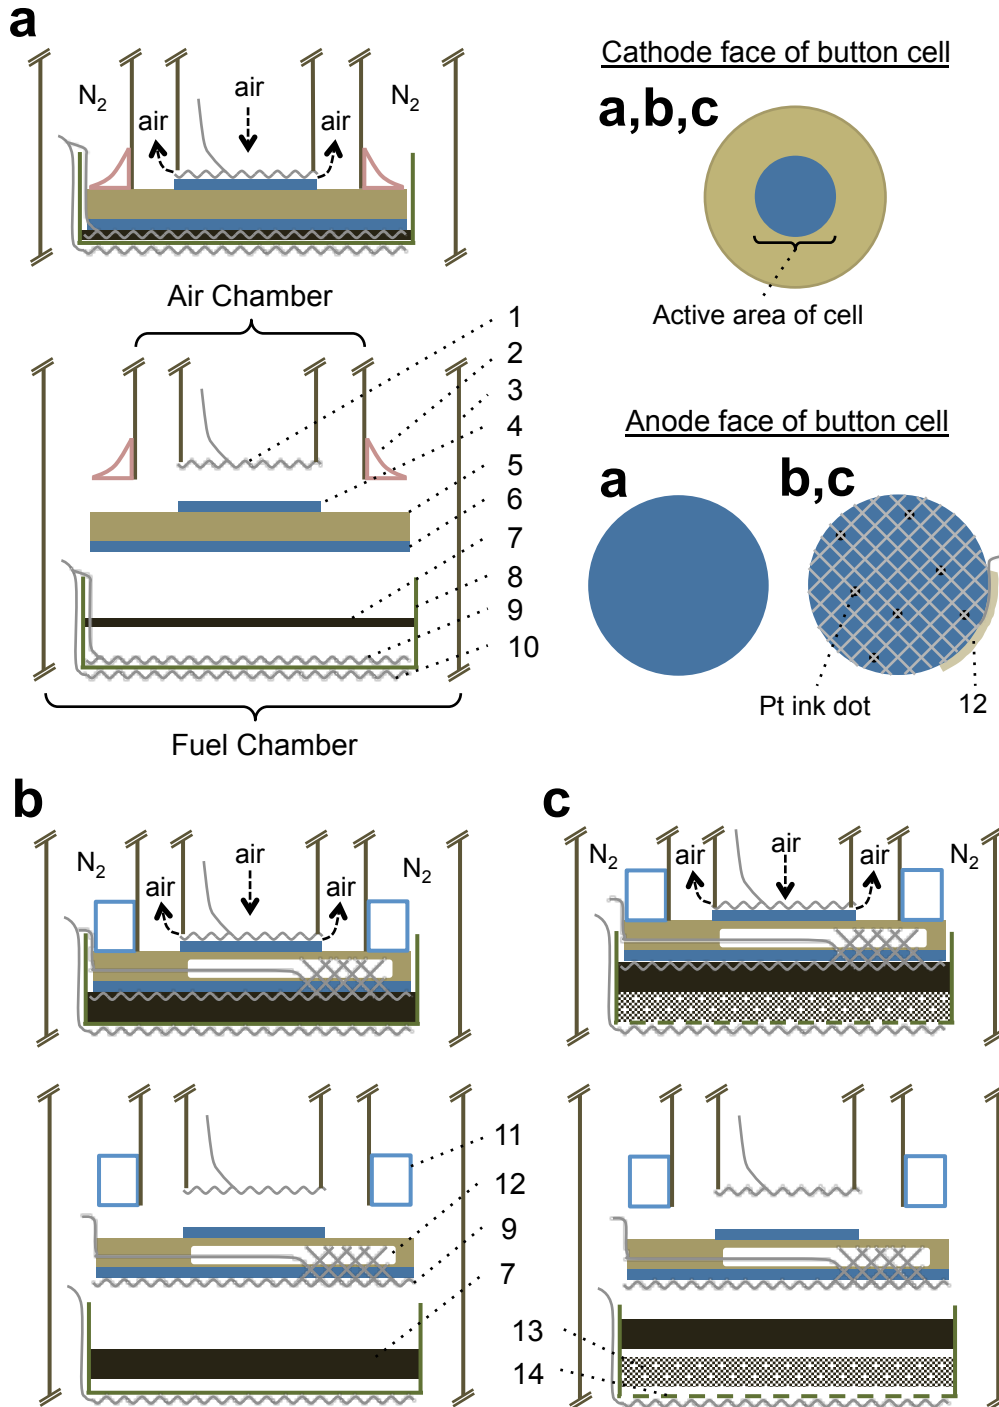 a
N2
air
N2
air
air
Cathode face of button cell
a,b,c
Active area of cell
Air Chamber
1
2
3
4
5
6
7
8
9
10
Fuel Chamber
Anode face of button cell
a
b,c
Pt ink dot
12
b
N2
air
N2
air
air
11
12
9
7
c
N2
air
air
air
N2
13
14